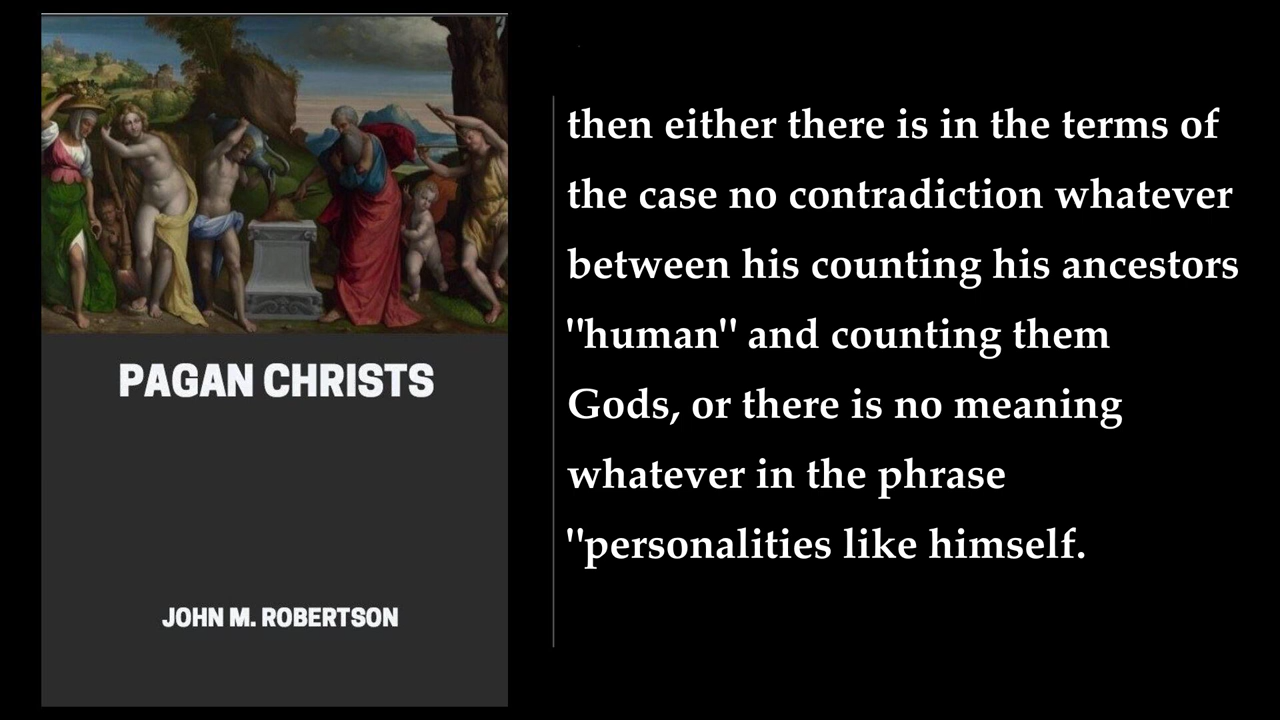 PAGAN CHRISTS
JOHN M. ROBERTSON
then either there is in the terms of
the case no contradiction whatever
between his counting his ancestors
"human" and counting them
Gods, or there is no meaning
whatever in the phrase
"personalities like himself.